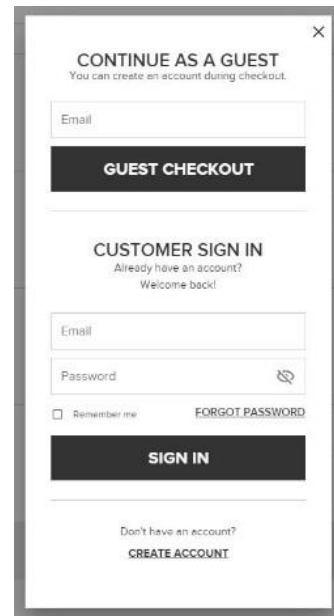 CONTINUE AS A GUEST
You can create an account during checkout.
Email
GUEST CHECKOUT
CUSTOMER SIGN IN
Already have an account?
Welcome back!
Email
Password
Remember me FORGOT PASSWORD
SIGN IN
Don't have an account?
CREATE ACCOUNT